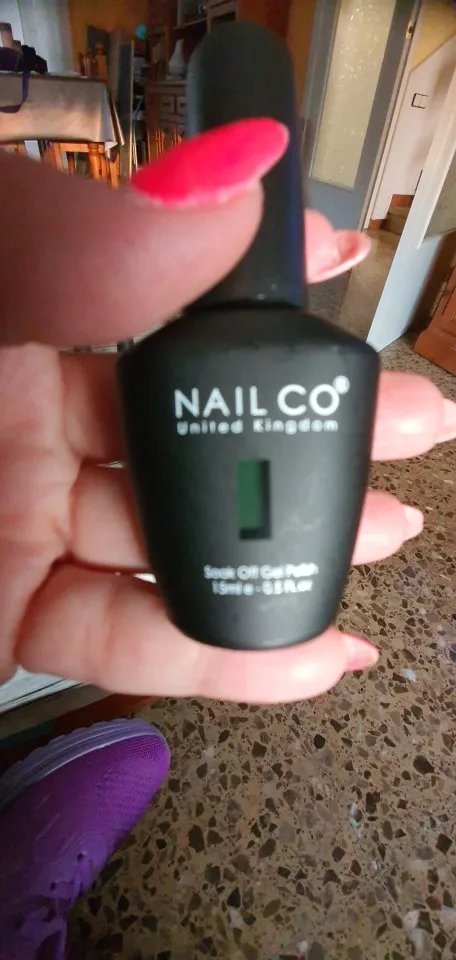 NAIL CO®
United Kingdom
Soak Off Gel Polish
15ml e - 0.5 FL.oz